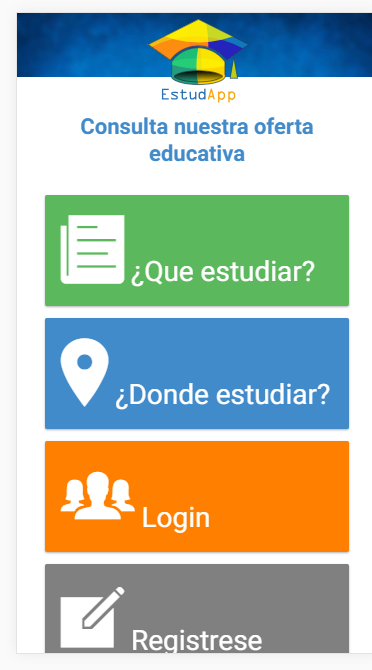 EstudApp
Consulta nuestra oferta
educativa
¿Que estudiar?
¿Donde estudiar?
Login
Registrese